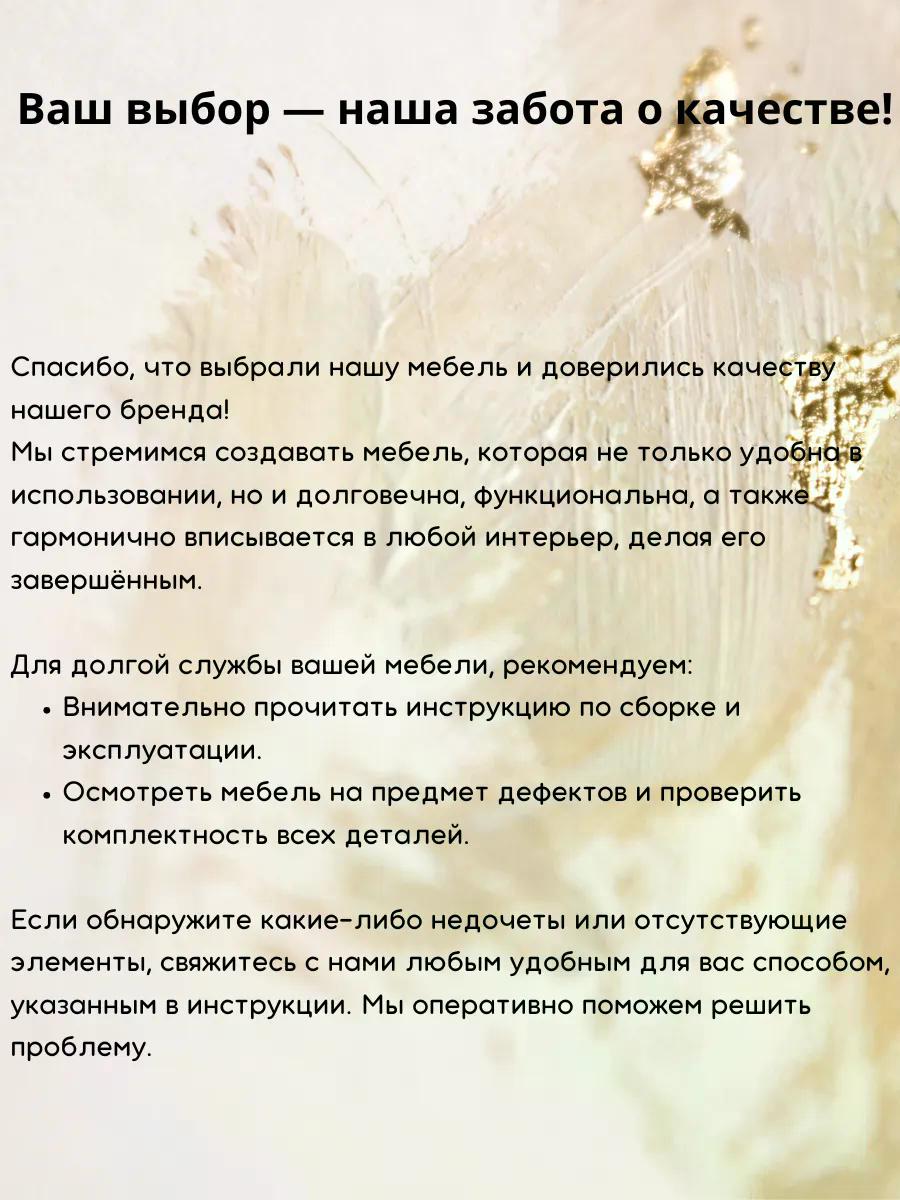 Ваш выбор — наша забота о качестве!
Спасибо, что выбрали нашу мебель и доверились качеству
нашего бренда!
Мы стремимся создавать мебель, которая не только удобна в
использовании, но и долговечна, функциональна, а также
гармонично вписывается в любой интерьер, делая его
завершённым.
Для долгой службы вашей мебели, рекомендуем:
• Внимательно прочитать инструкцию по сборке и
эксплуатации.
• Осмотреть мебель на предмет дефектов и проверить
комплектность всех деталей.
Если обнаружите какие-либо недочеты или отсутствующие
элементы, свяжитесь с нами любым удобным для вас способом,
указанным в инструкции. Мы оперативно поможем решить
проблему.